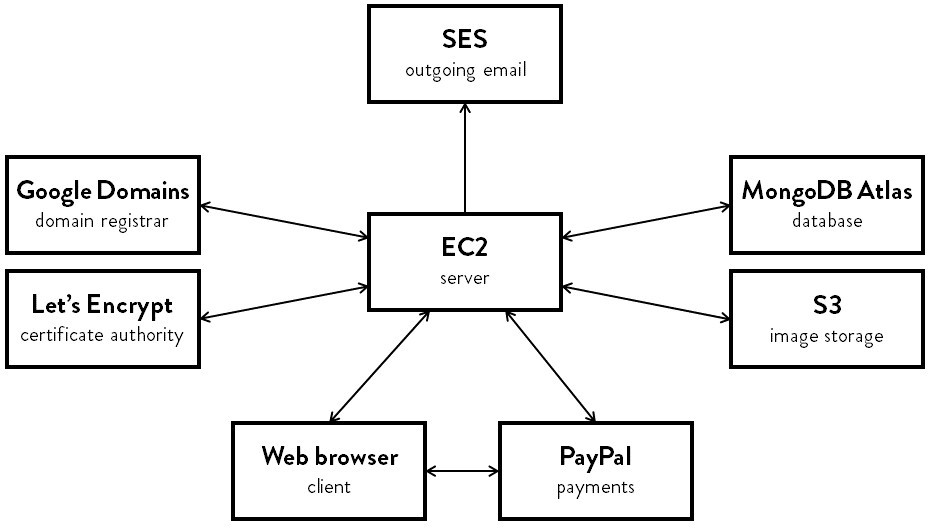 SES
outgoing email
Google Domains
domain registrar
MongoDB Atlas
database
EC2
server
Let's Encrypt
certificate authority
S3
image storage
Web browser
client
PayPal
payments